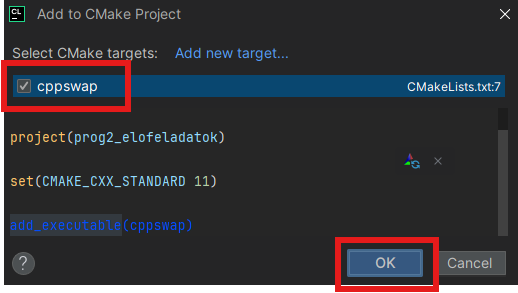 CL Add to CMake Project
Select CMake targets: Add new target...
cppswap CMakeLists.txt:7
project(prog2_elofeladatok)
set(CMAKE_CXX_STANDARD 11)
add_executable(cppswap)
? OK Cancel